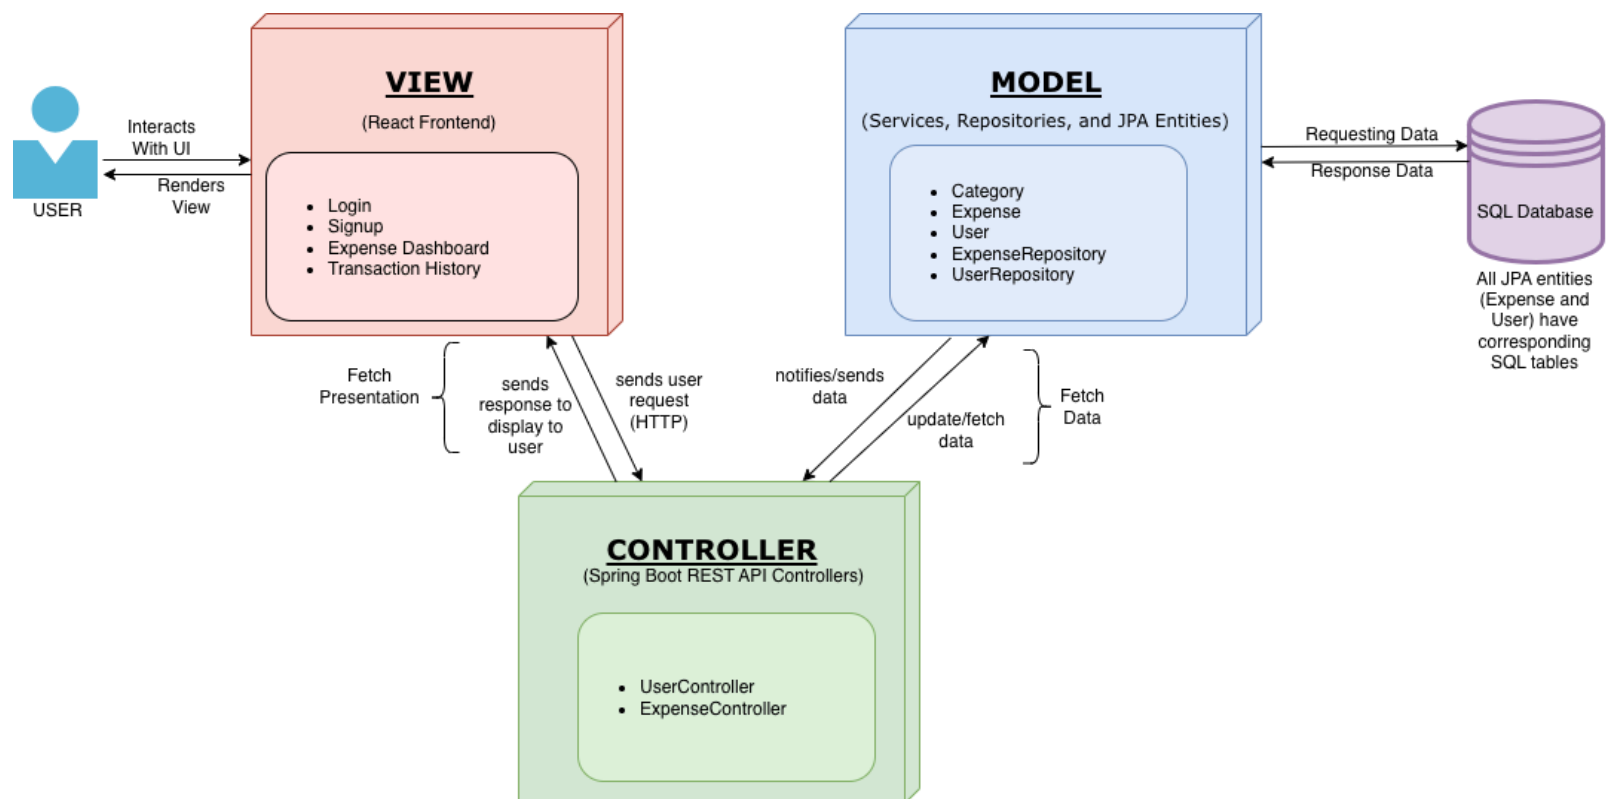 VIEW
(React Frontend)
• Login
• Signup
• Expense Dashboard
• Transaction History
Interacts
With UI
Renders
View
USER
MODEL
(Services, Repositories, and JPA Entities)
• Category
• Expense
• User
• ExpenseRepository
• UserRepository
Requesting Data
Response Data
SQL Database
All JPA entities
(Expense and
User) have
corresponding
SQL tables
Fetch
Presentation
sends
response to
display to
user
sends user
request
(HTTP)
notifies/sends
data
update/fetch
data
Fetch
Data
CONTROLLER
(Spring Boot REST API Controllers)
• UserController
• ExpenseController